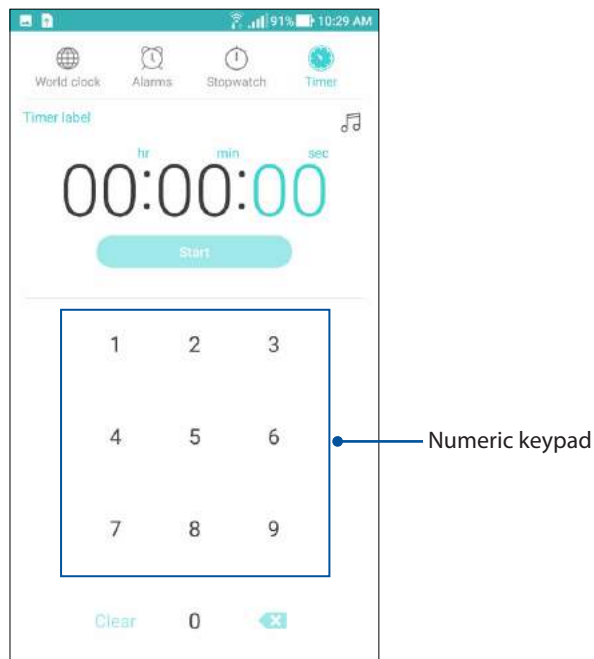 91% 10:29 AM
World clock Alarms Stopwatch Timer
Timer label
hr min sec
00:00:00
Start
1 2 3
4 5 6
Numeric keypad
7 8 9
Clear 0